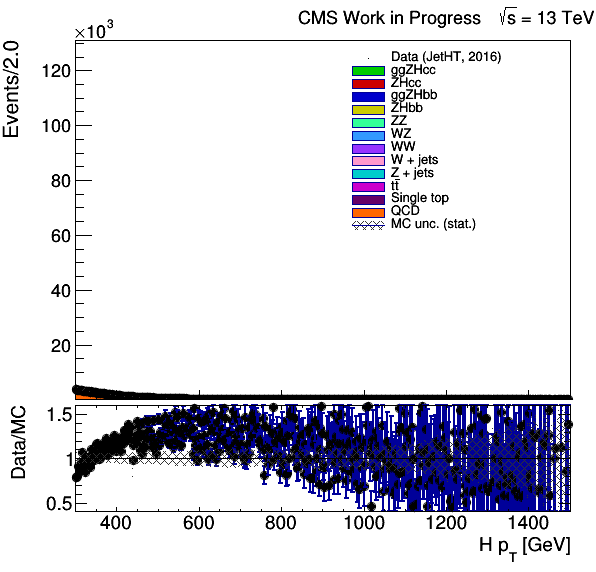 CMS Work in Progress √s = 13 TeV
×10³
Events/2.0
120
100
80
60
40
20
Data (JetHT, 2016)
ggZHcc
ZHcc
ggZHbb
ZHbb
ZZ
WZ
WW
W + jets
Z + jets
tt̄
Single top
QCD
MC unc. (stat.)
Data/MC
1.5
1
0.5
400 600 800 1000 1200 1400
H p_T [GeV]